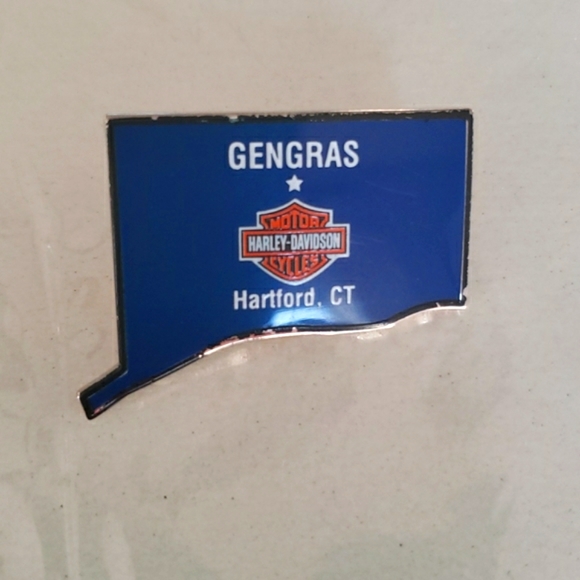 GENGRAS
MOTOR
HARLEY-DAVIDSON
CYCLES
Hartford, CT